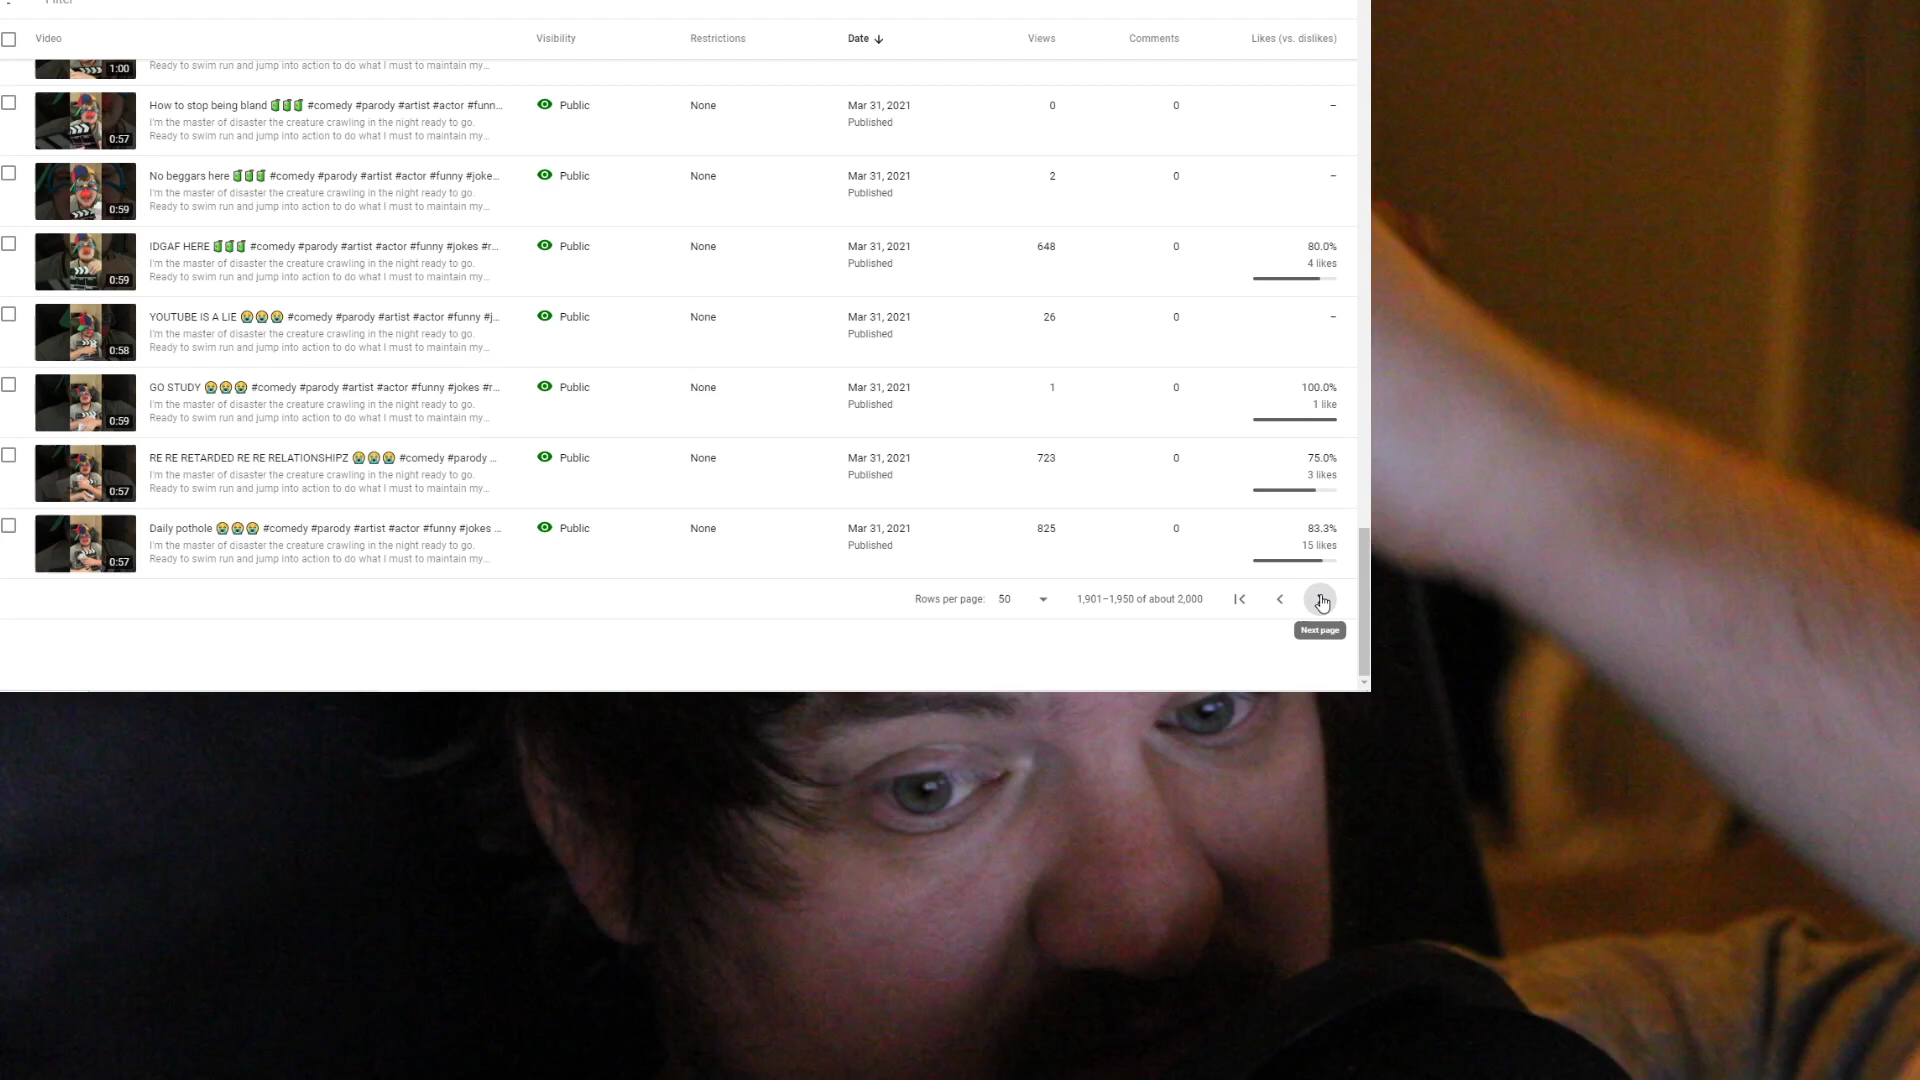 Filter
Video Visibility Restrictions Date Views Comments Likes (vs. dislikes)
1:00 Ready to swim run and jump into action to do what I must to maintain my...
How to stop being bland #comedy #parody #artist #actor #funn... Public None Mar 31, 2021 0 0 –
I'm the master of disaster the creature crawling in the night ready to go. Published
0:57 Ready to swim run and jump into action to do what I must to maintain my...
No beggars here #comedy #parody #artist #actor #funny #joke... Public None Mar 31, 2021 2 0 –
I'm the master of disaster the creature crawling in the night ready to go. Published
0:59 Ready to swim run and jump into action to do what I must to maintain my...
IDGAF HERE #comedy #parody #artist #actor #funny #jokes #r... Public None Mar 31, 2021 648 0 80.0%
I'm the master of disaster the creature crawling in the night ready to go. Published 4 likes
0:59 Ready to swim run and jump into action to do what I must to maintain my...
YOUTUBE IS A LIE 😭😭😭 #comedy #parody #artist #actor #funny #j... Public None Mar 31, 2021 26 0 –
I'm the master of disaster the creature crawling in the night ready to go. Published
0:58 Ready to swim run and jump into action to do what I must to maintain my...
GO STUDY 😭😭😭 #comedy #parody #artist #actor #funny #jokes #r... Public None Mar 31, 2021 1 0 100.0%
I'm the master of disaster the creature crawling in the night ready to go. Published 1 like
0:59 Ready to swim run and jump into action to do what I must to maintain my...
RE RE RETARDED RE RE RELATIONSHIPZ 😭😭😭 #comedy #parody ... Public None Mar 31, 2021 723 0 75.0%
I'm the master of disaster the creature crawling in the night ready to go. Published 3 likes
0:57 Ready to swim run and jump into action to do what I must to maintain my...
Daily pothole 😭😭😭 #comedy #parody #artist #actor #funny #jokes ... Public None Mar 31, 2021 825 0 83.3%
I'm the master of disaster the creature crawling in the night ready to go. Published 15 likes
0:57 Ready to swim run and jump into action to do what I must to maintain my...
Rows per page: 50 1,901–1,950 of about 2,000
Next page